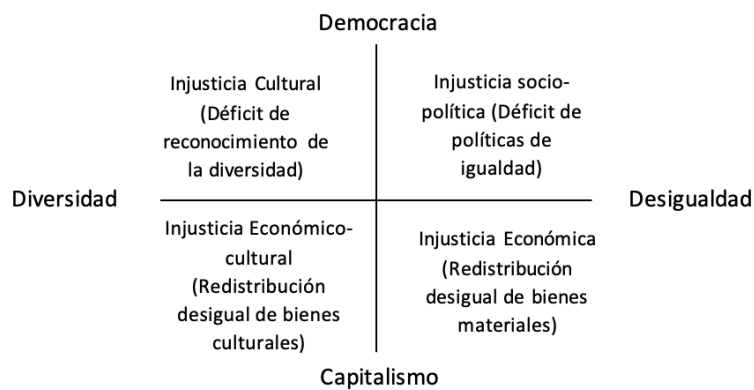 Democracia
Injusticia Cultural
(Déficit de
reconocimiento de
la diversidad)
Injusticia socio-
política (Déficit de
políticas de
igualdad)
Diversidad
Desigualdad
Injusticia Económico-
cultural
(Redistribución
desigual de bienes
culturales)
Injusticia Económica
(Redistribución
desigual de bienes
materiales)
Capitalismo